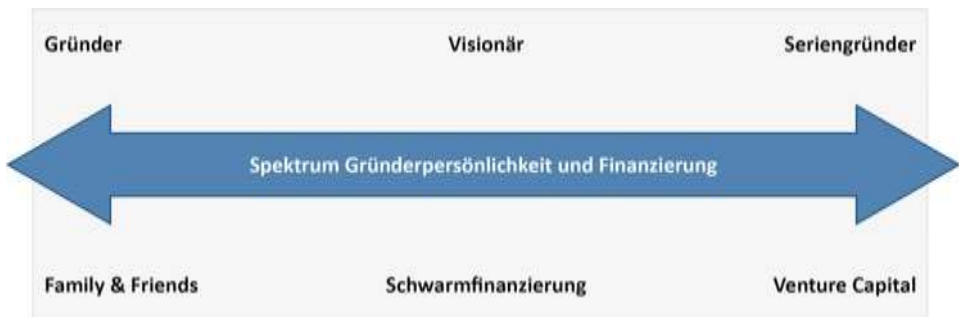 Gründer Visionär Seriengründer
Spektrum Gründerpersönlichkeit und Finanzierung
Family & Friends Schwarmfinanzierung Venture Capital